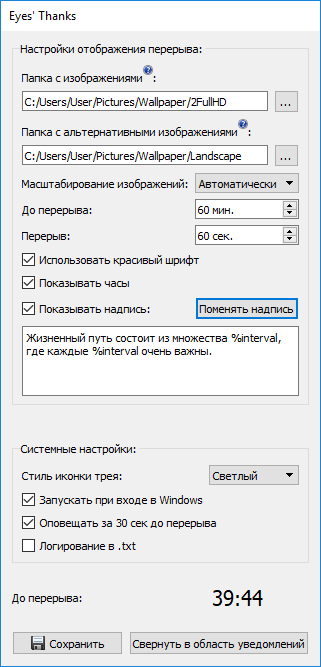 Eyes' Thanks
Настройки отображения перерыва:
Папка с изображениями?:
C:/Users/User/Pictures/Wallpaper/2FullHD
...
Папка с альтернативными изображениями?:
C:/Users/User/Pictures/Wallpaper/Landscape
...
Масштабирование изображений: Автоматически
До перерыва: 60 мин.
Перерыв: 60 сек.
Использовать красивый шрифт
Показывать часы
Показывать надпись: Поменять надпись
Жизненный путь состоит из множества %interval,
где каждые %interval очень важны.
Системные настройки:
Стиль иконки трея: Светлый
Запускать при входе в Windows
Оповещать за 30 сек до перерыва
Логирование в .txt
До перерыва: 39:44
Сохранить Свернуть в область уведомлений